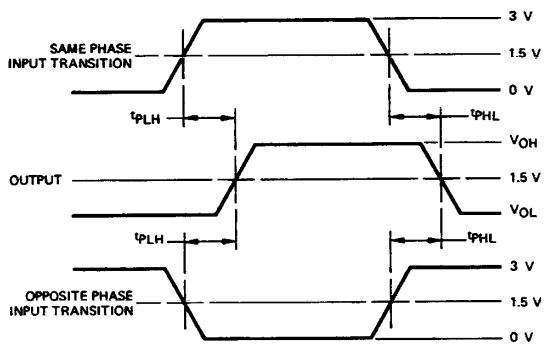 3 V
SAME PHASE
INPUT TRANSITION
1.5 V
0 V
tPLH
tPHL
VOH
OUTPUT
1.5 V
VOL
tPLH
tPHL
3 V
OPPOSITE PHASE
INPUT TRANSITION
1.5 V
0 V